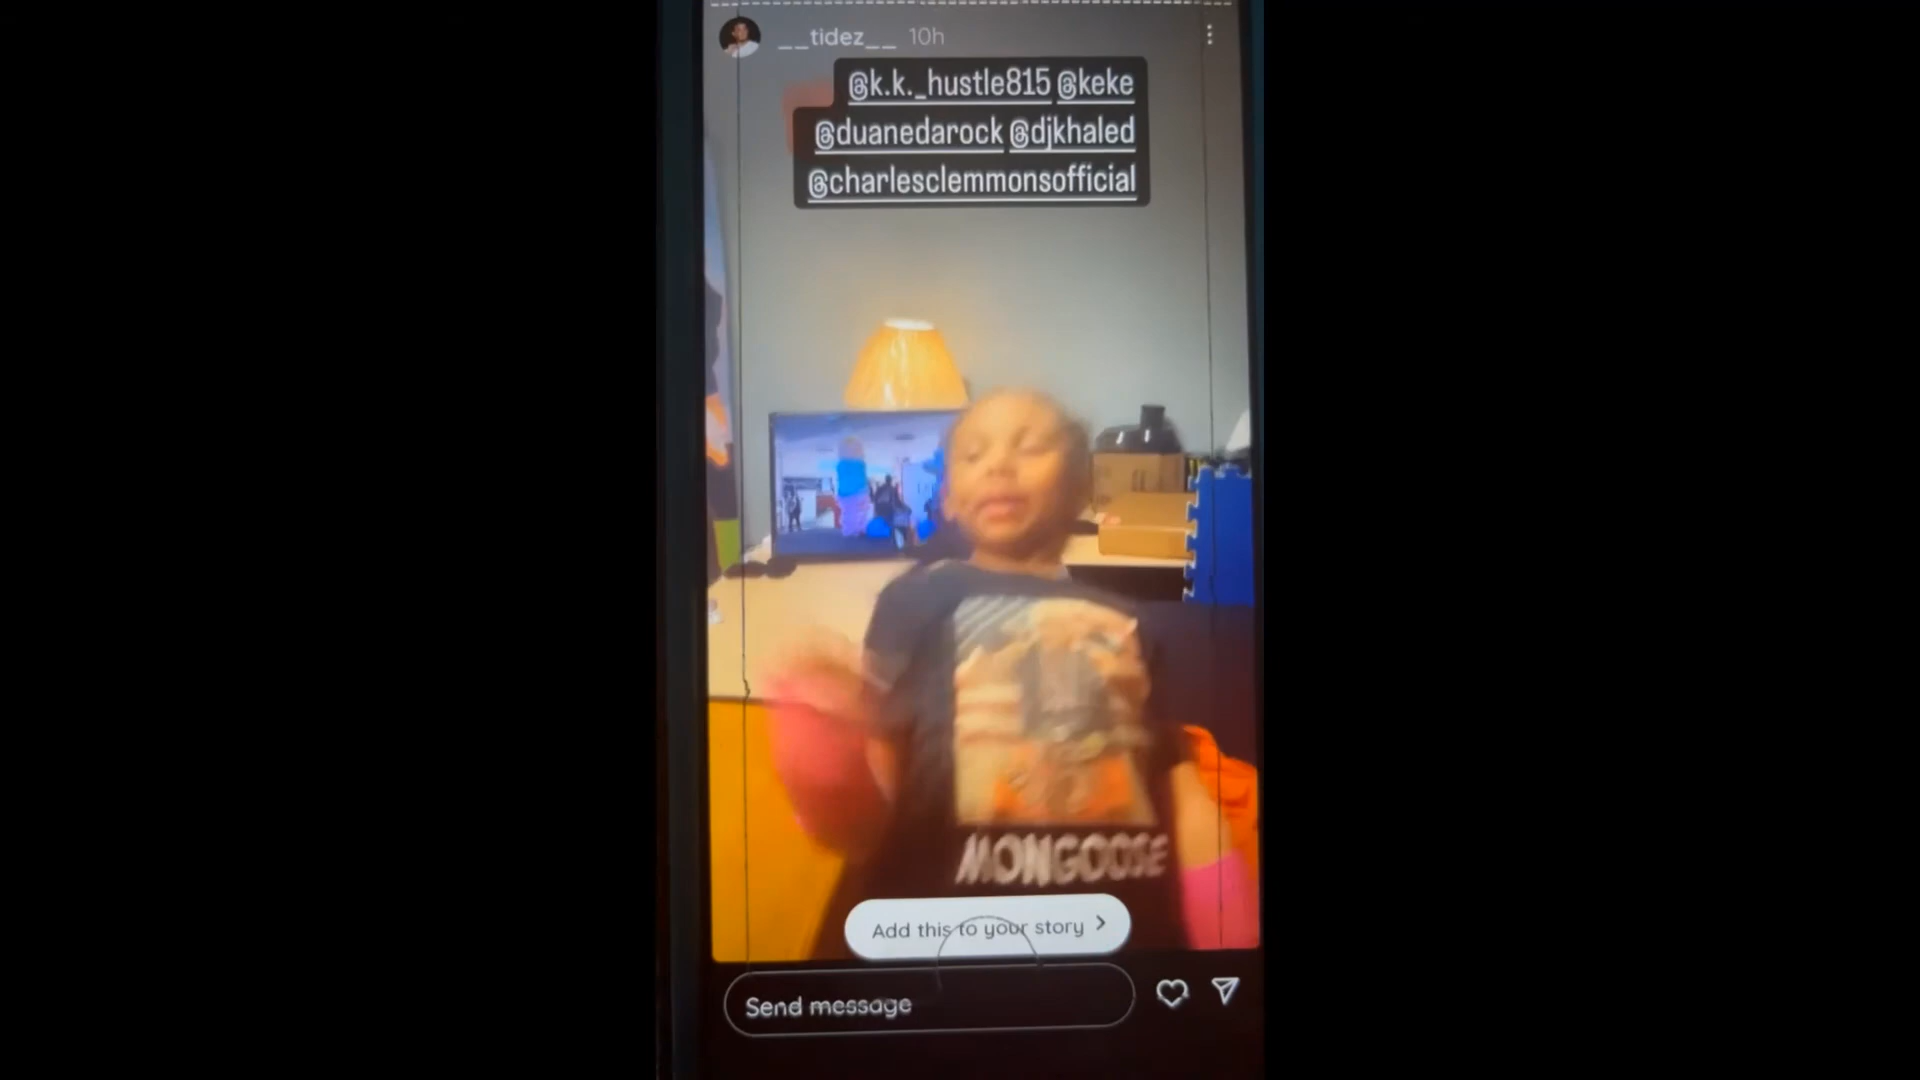 __tidez__ 10h
@k.k._hustle815 @keke
@duanedarock @djkhaled
@charlesclemmonsofficial
MONGOOSE
Add this to your story >
Send message